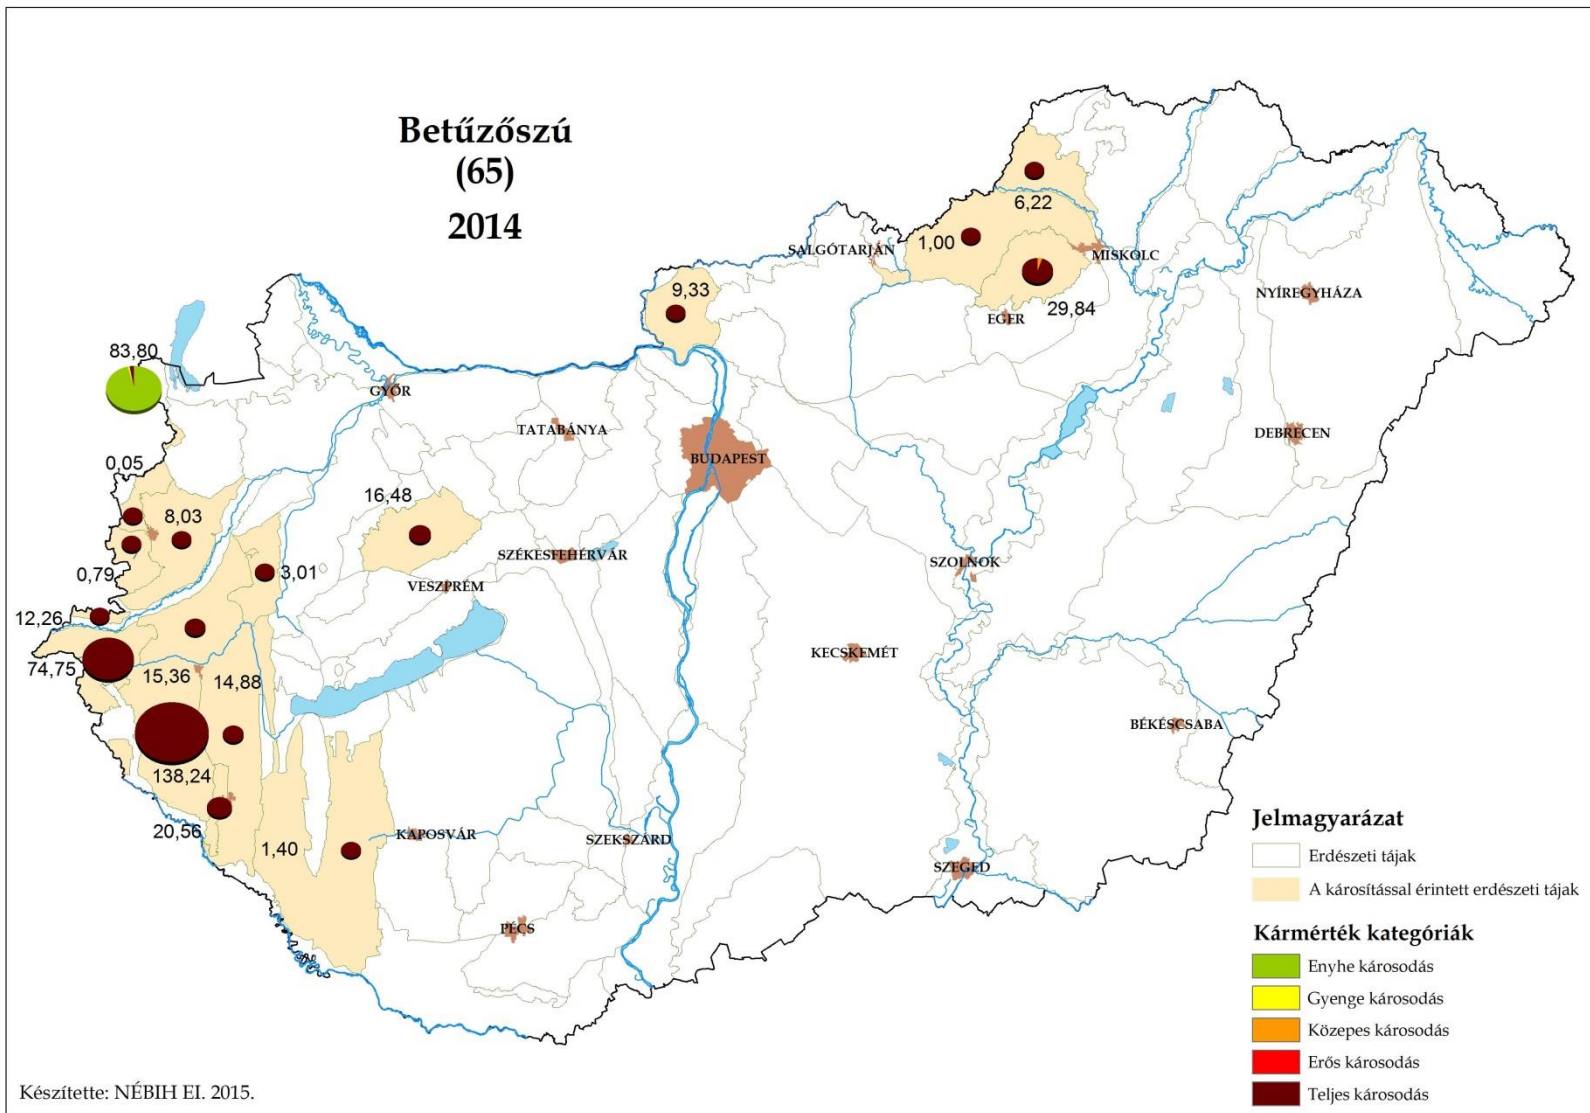 Betűzőszú
(65)
2014
6,22
1,00
SALGÓTARJÁN
MISKOLC
9,33
29,84
EGER
NYÍREGYHÁZA
83,80
GYŐR
TATABÁNYA
BUDAPEST
DEBRECEN
0,05
16,48
8,03
SZÉKESFEHÉRVÁR
SZOLNOK
0,79
3,01
VESZPRÉM
12,26
74,75
15,36
14,88
KECSKEMÉT
BÉKÉSCSABA
138,24
20,56
1,40
KAPOSVÁR
SZEKSZÁRD
SZEGED
PÉCS
Jelmagyarázat
Erdészeti tájak
A károsítással érintett erdészeti tájak
Kármérték kategóriák
Enyhe károsodás
Gyenge károsodás
Közepes károsodás
Erős károsodás
Teljes károsodás
Készítette: NÉBIH EI. 2015.